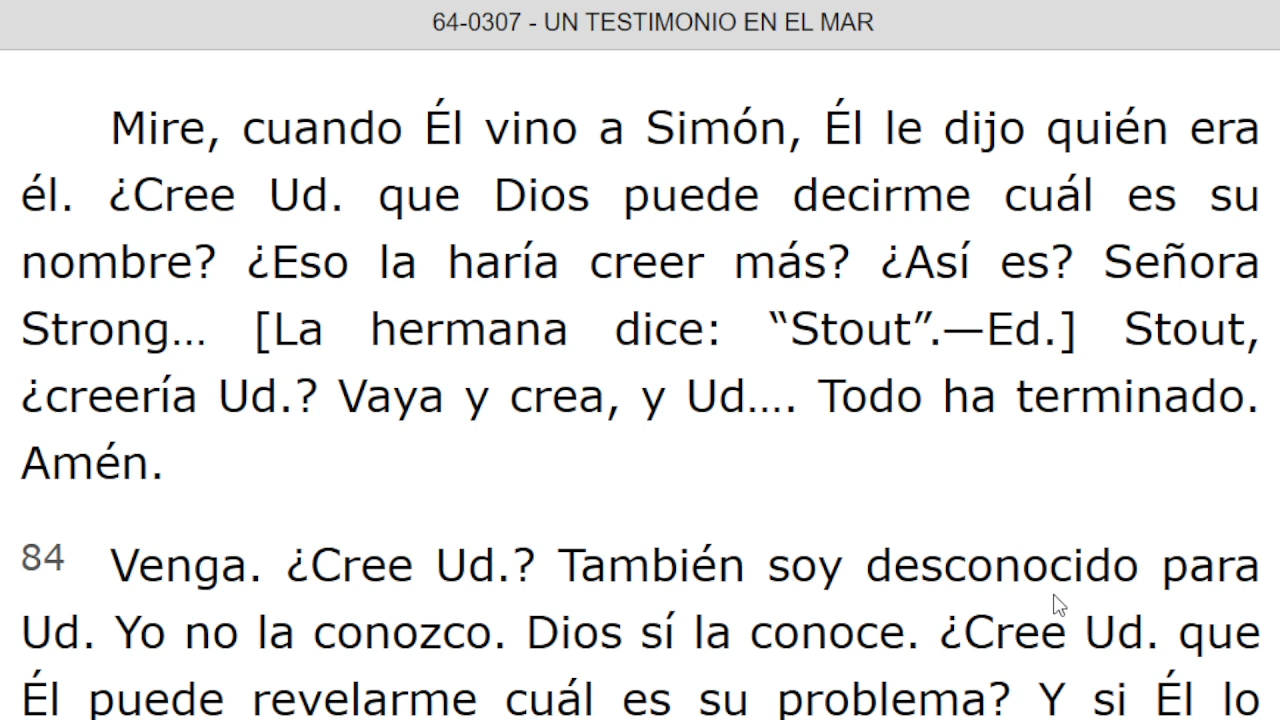 64-0307 - UN TESTIMONIO EN EL MAR
Mire, cuando Él vino a Simón, Él le dijo quién era
él. ¿Cree Ud. que Dios puede decirme cuál es su
nombre? ¿Eso la haría creer más? ¿Así es? Señora
Strong… [La hermana dice: “Stout”.—Ed.] Stout,
¿creería Ud.? Vaya y crea, y Ud.… Todo ha terminado.
Amén.
84 Venga. ¿Cree Ud.? También soy desconocido para
Ud. Yo no la conozco. Dios sí la conoce. ¿Cree Ud. que
Él puede revelarme cuál es su problema? Y si Él lo